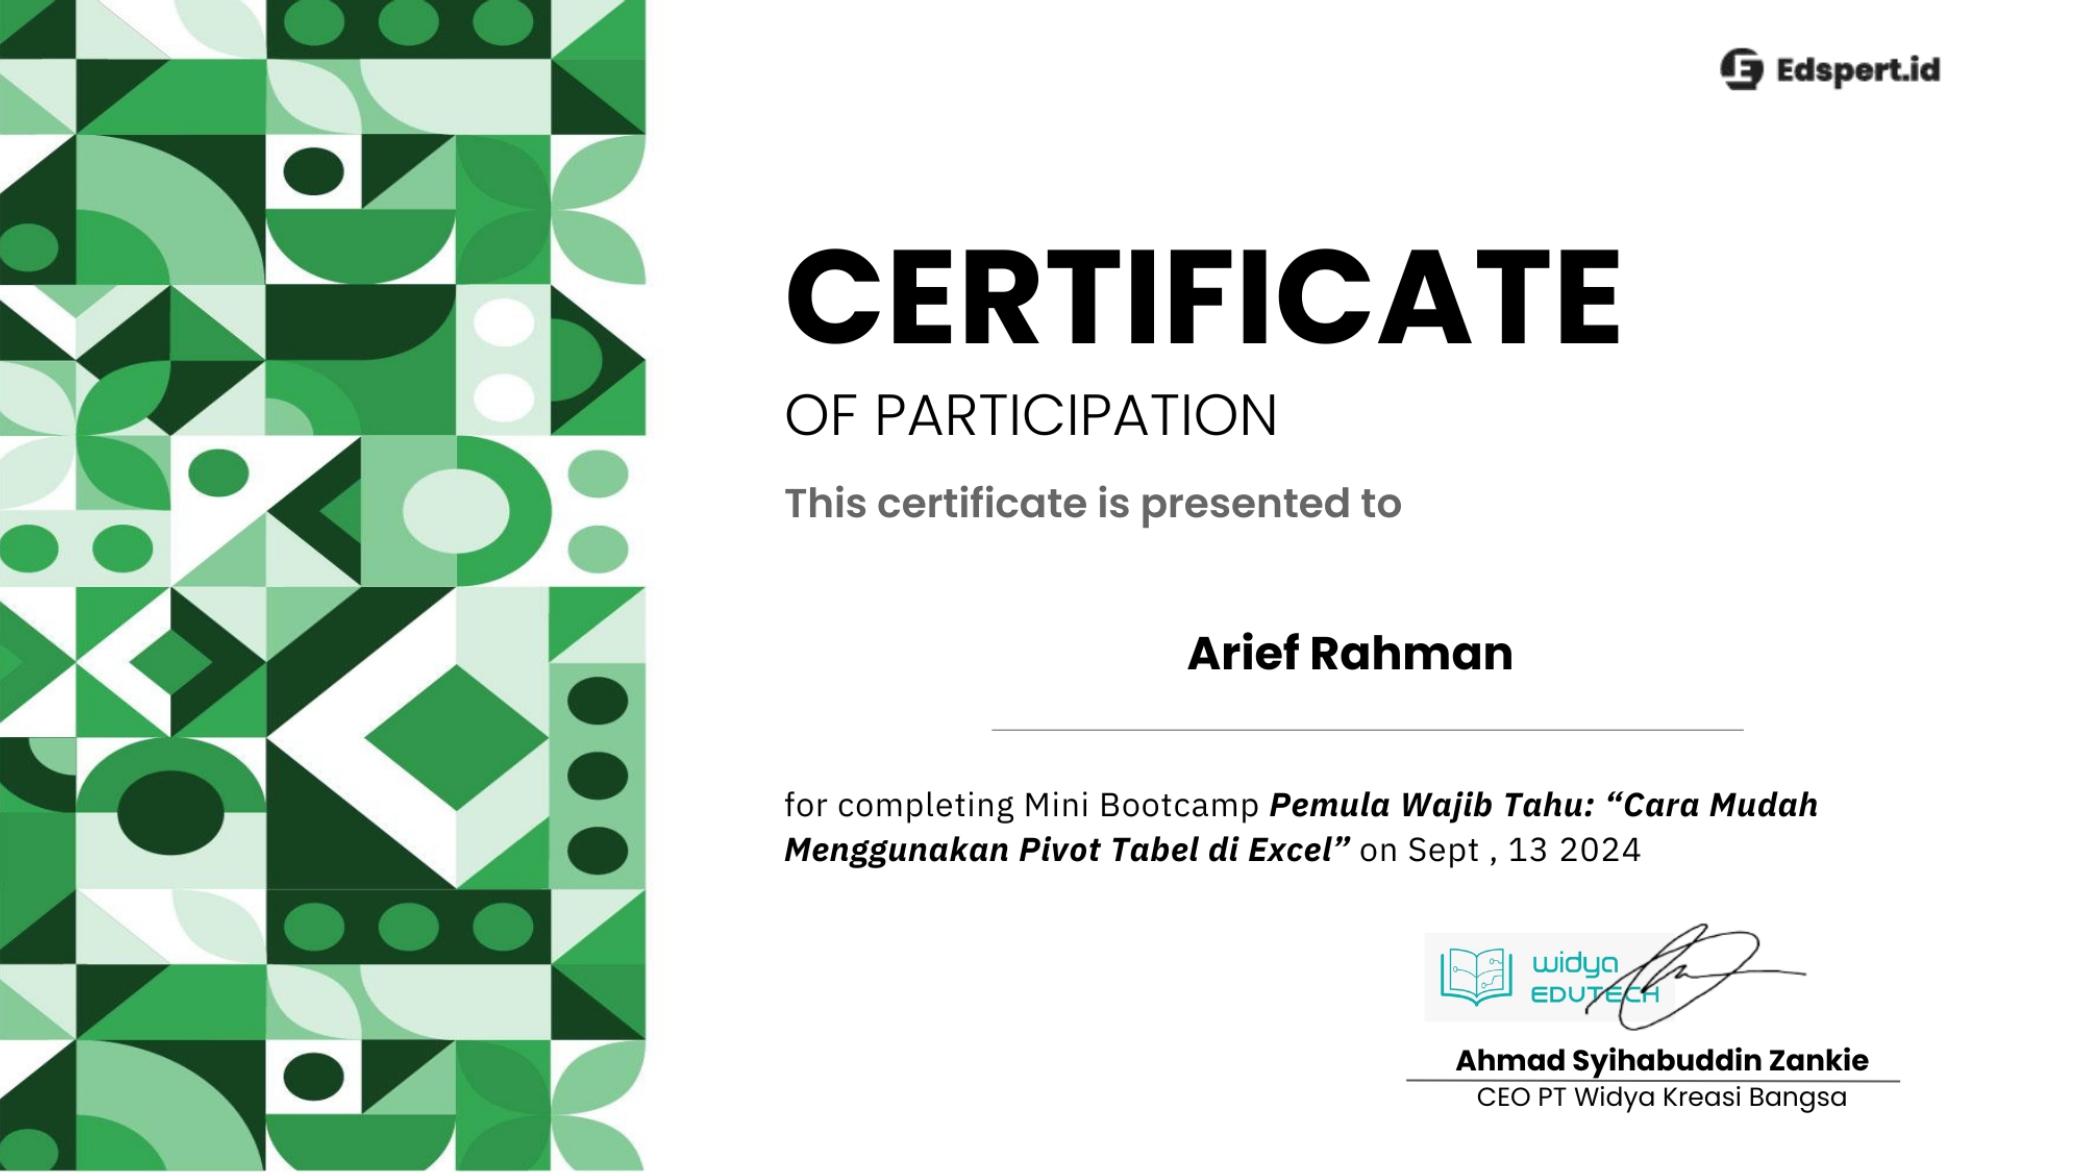 Edspert.id
CERTIFICATE
OF PARTICIPATION
This certificate is presented to
Arief Rahman
for completing Mini Bootcamp Pemula Wajib Tahu: “Cara Mudah
Menggunakan Pivot Tabel di Excel” on Sept , 13 2024
widya
EDUTECH
Ahmad Syihabuddin Zankie
CEO PT Widya Kreasi Bangsa